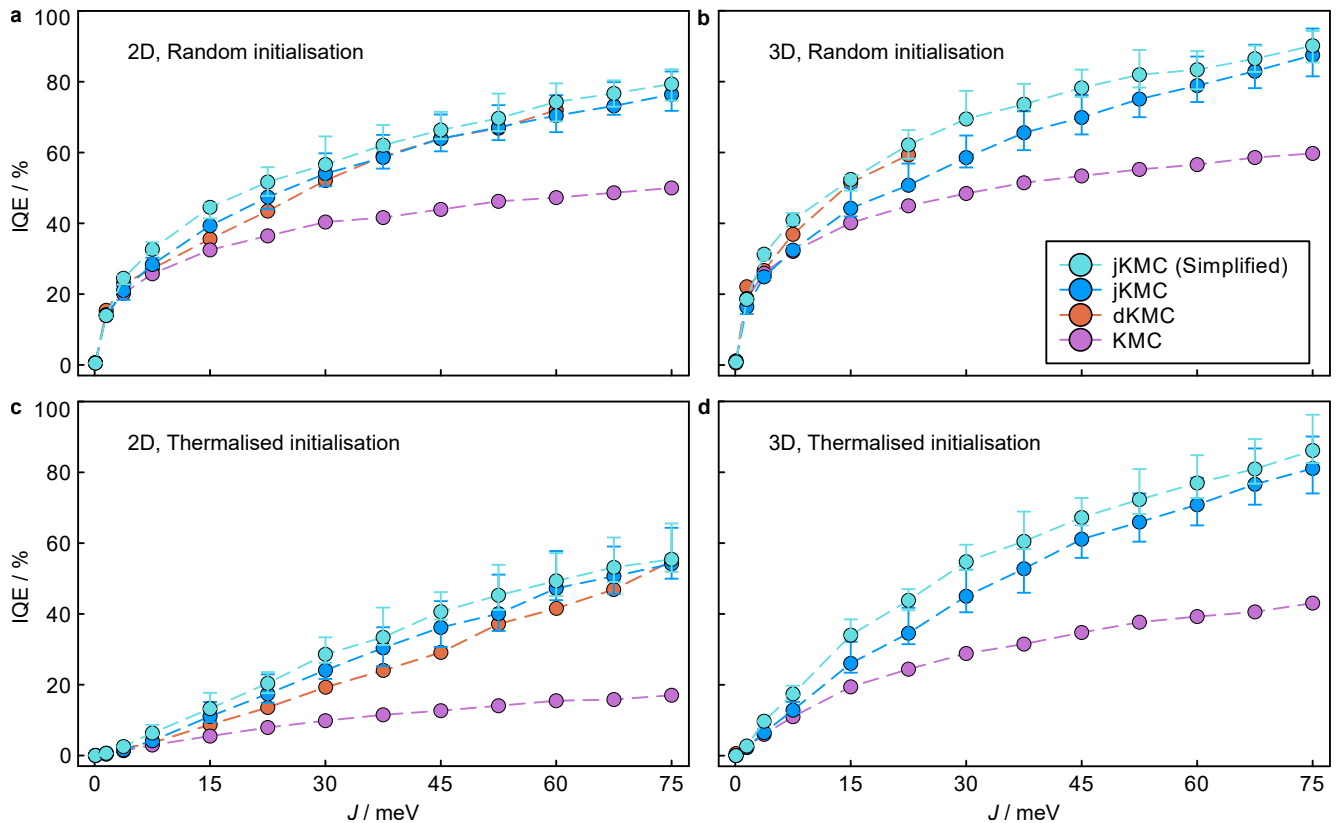 a
100
80
60
40
20
0
IQE / %
2D, Random initialisation
b
3D, Random initialisation
jKMC (Simplified)
jKMC
dKMC
KMC
c
100
80
60
40
20
0
IQE / %
2D, Thermalised initialisation
0 15 30 45 60 75
J / meV
d
3D, Thermalised initialisation
0 15 30 45 60 75
J / meV